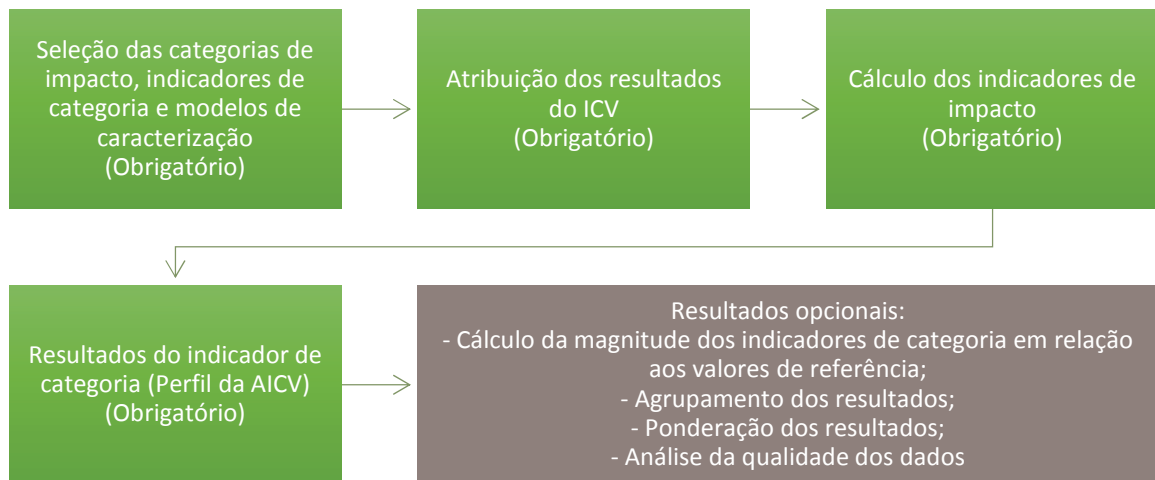 Seleção das categorias de
impacto, indicadores de
categoria e modelos de
caracterização
(Obrigatório)
Atribuição dos resultados
do ICV
(Obrigatório)
Cálculo dos indicadores de
impacto
(Obrigatório)
Resultados do indicador de
categoria (Perfil da AICV)
(Obrigatório)
Resultados opcionais:
- Cálculo da magnitude dos indicadores de categoria em relação
aos valores de referência;
- Agrupamento dos resultados;
- Ponderação dos resultados;
- Análise da qualidade dos dados